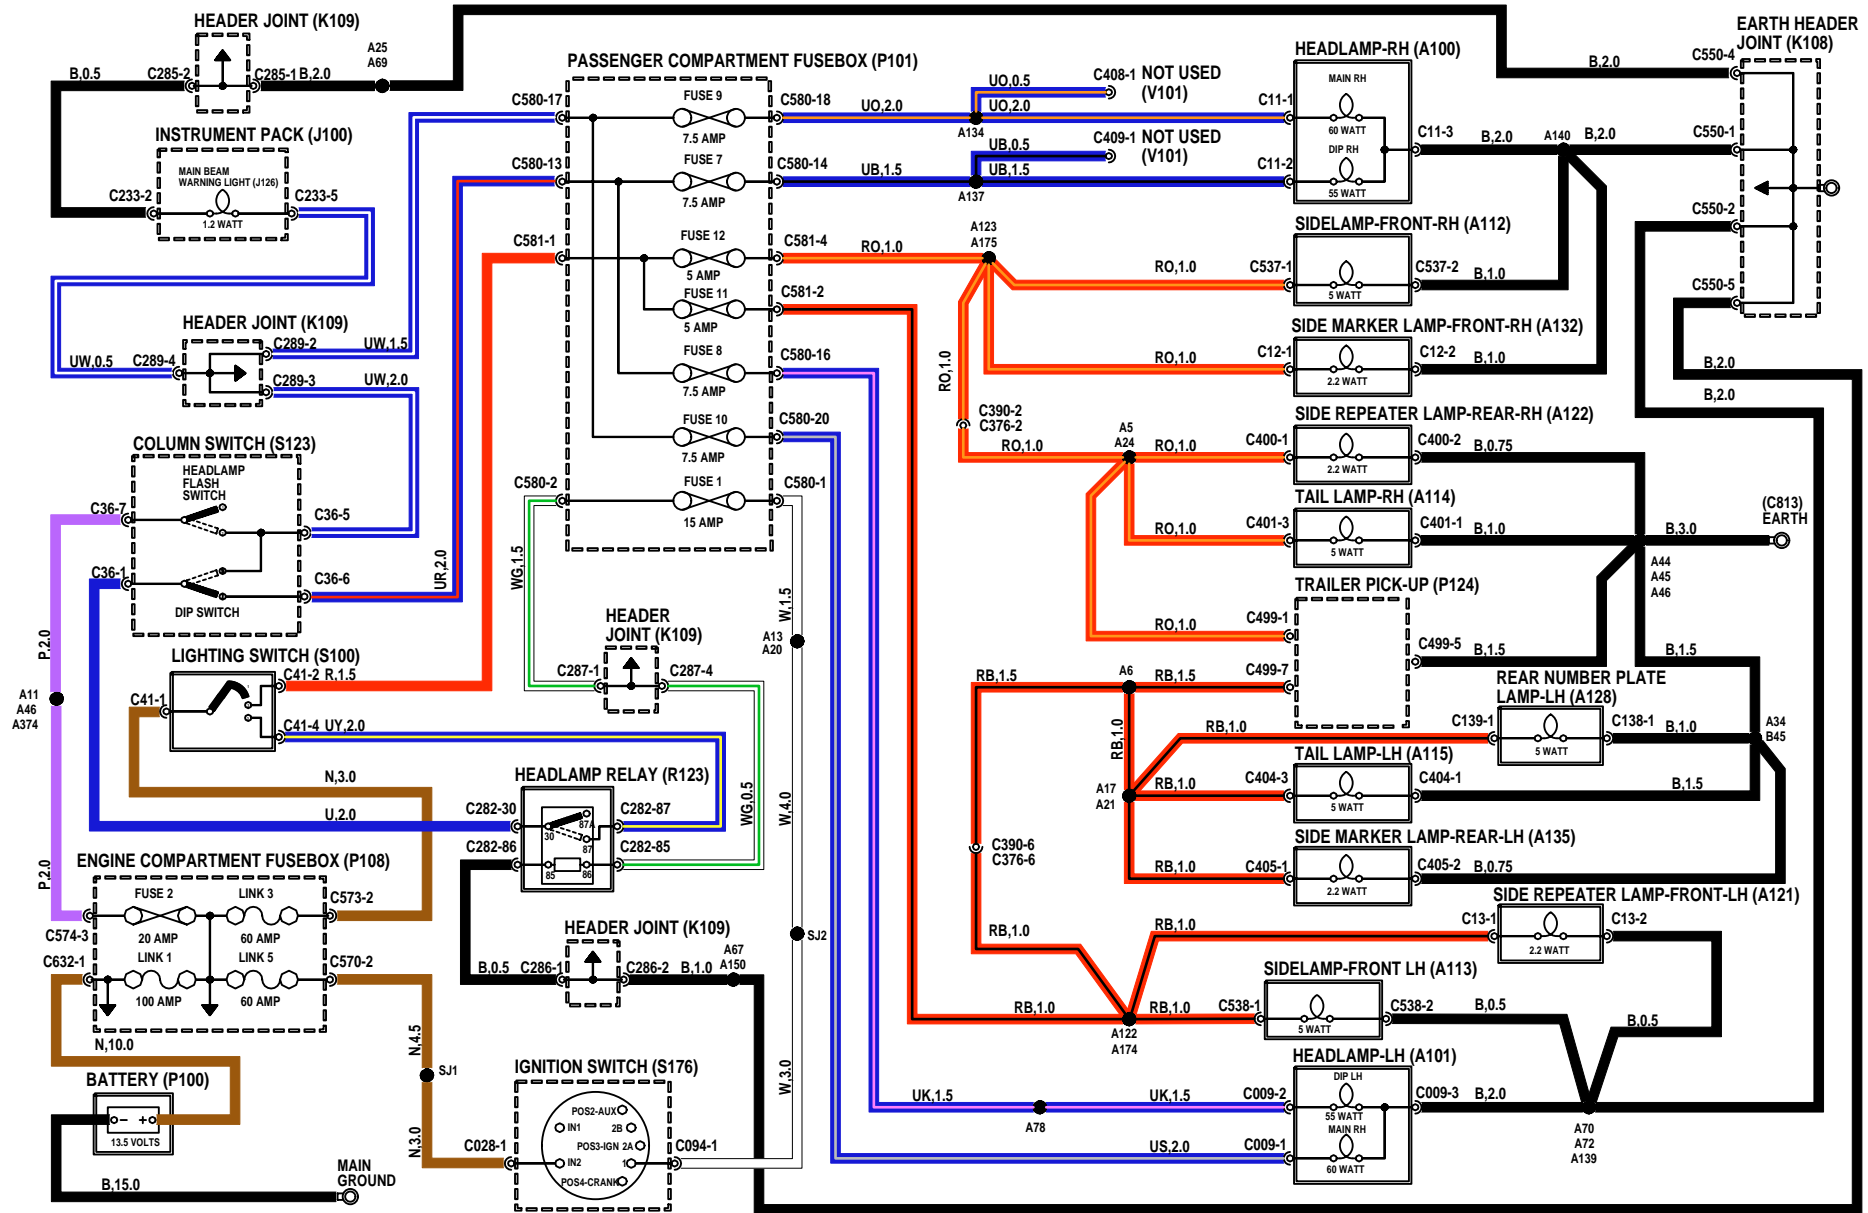 HEADER JOINT (K109)
A25
A69
B,0.5
C285-2
C285-1
B,2.0
INSTRUMENT PACK (J100)
MAIN BEAM
WARNING LIGHT (J126)
C233-2
C233-5
1.2 WATT
HEADER JOINT (K109)
C289-2
UW,1.5
UW,0.5
C289-4
C289-3
UW,2.0
COLUMN SWITCH (S123)
HEADLAMP
FLASH
SWITCH
C36-7
C36-5
C36-1
C36-6
DIP SWITCH
UR,2.0
P,2.0
LIGHTING SWITCH (S100)
C41-2
R,1.5
C41-1
C41-4
UY,2.0
A11
A46
A374
N,3.0
U,2.0
P,2.0
ENGINE COMPARTMENT FUSEBOX (P108)
FUSE 2
LINK 3
C573-2
C574-3
20 AMP
60 AMP
C632-1
LINK 1
LINK 5
C570-2
100 AMP
60 AMP
N,10.0
N,4.5
SJ1
BATTERY (P100)
-
+
13.5 VOLTS
N,3.0
MAIN
GROUND
B,15.0
PASSENGER COMPARTMENT FUSEBOX (P101)
FUSE 9
C580-17
C580-18
7.5 AMP
FUSE 7
C580-13
C580-14
7.5 AMP
FUSE 12
C581-1
C581-4
5 AMP
FUSE 11
C581-2
5 AMP
FUSE 8
C580-16
7.5 AMP
FUSE 10
C580-20
7.5 AMP
FUSE 1
C580-2
C580-1
15 AMP
WG,1.5
W,1.5
HEADER
JOINT (K109)
A13
A20
C287-1
C287-4
HEADLAMP RELAY (R123)
C282-30
C282-87
30
87A
87
C282-86
C282-85
85
86
WG,0.5
W,4.0
HEADER JOINT (K109)
SJ2
A67
A150
B,0.5
C286-1
C286-2
B,1.0
IGNITION SWITCH (S176)
POS2-AUX
IN1
2B
POS3-IGN 2A
C028-1
IN2
1
C094-1
POS4-CRANK
W,3.0
UO,0.5
C408-1
NOT USED
(V101)
UO,2.0
UO,2.0
A134
UB,0.5
C409-1
NOT USED
(V101)
UB,1.5
UB,1.5
A137
RO,1.0
A123
A175
RO,1.0
RO,1.0
RO,1.0
C390-2
C376-2
RO,1.0
A5
A24
RO,1.0
RO,1.0
RO,1.0
RB,1.5
A6
RB,1.5
RB,1.0
RB,1.0
A17
A21
RB,1.0
C390-6
C376-6
RB,1.0
RB,1.0
RB,1.0
RB,1.0
RB,1.0
A122
A174
UK,1.5
A78
UK,1.5
US,2.0
HEADLAMP-RH (A100)
MAIN RH
C11-1
60 WATT
C11-3
DIP RH
C11-2
55 WATT
B,2.0
A140
B,2.0
SIDELAMP-FRONT-RH (A112)
C537-1
C537-2
B,1.0
5 WATT
SIDE MARKER LAMP-FRONT-RH (A132)
C12-1
C12-2
B,1.0
2.2 WATT
SIDE REPEATER LAMP-REAR-RH (A122)
C400-1
C400-2
B,0.75
2.2 WATT
TAIL LAMP-RH (A114)
C401-3
C401-1
B,1.0
5 WATT
TRAILER PICK-UP (P124)
C499-1
C499-5
B,1.5
C499-7
REAR NUMBER PLATE
LAMP-LH (A128)
C139-1
C138-1
B,1.0
5 WATT
TAIL LAMP-LH (A115)
C404-3
C404-1
B,1.5
5 WATT
SIDE MARKER LAMP-REAR-LH (A135)
C405-1
C405-2
B,0.75
2.2 WATT
SIDE REPEATER LAMP-FRONT-LH (A121)
C13-1
C13-2
2.2 WATT
SIDELAMP-FRONT LH (A113)
C538-1
C538-2
B,0.5
B,0.5
5 WATT
HEADLAMP-LH (A101)
DIP LH
C009-2
C009-3
B,2.0
55 WATT
MAIN RH
C009-1
60 WATT
A70
A72
A139
EARTH HEADER
JOINT (K108)
C550-4
B,2.0
C550-1
C550-2
C550-5
B,2.0
B,2.0
(C813)
EARTH
B,3.0
A44
A45
A46
B,1.5
A34
B45